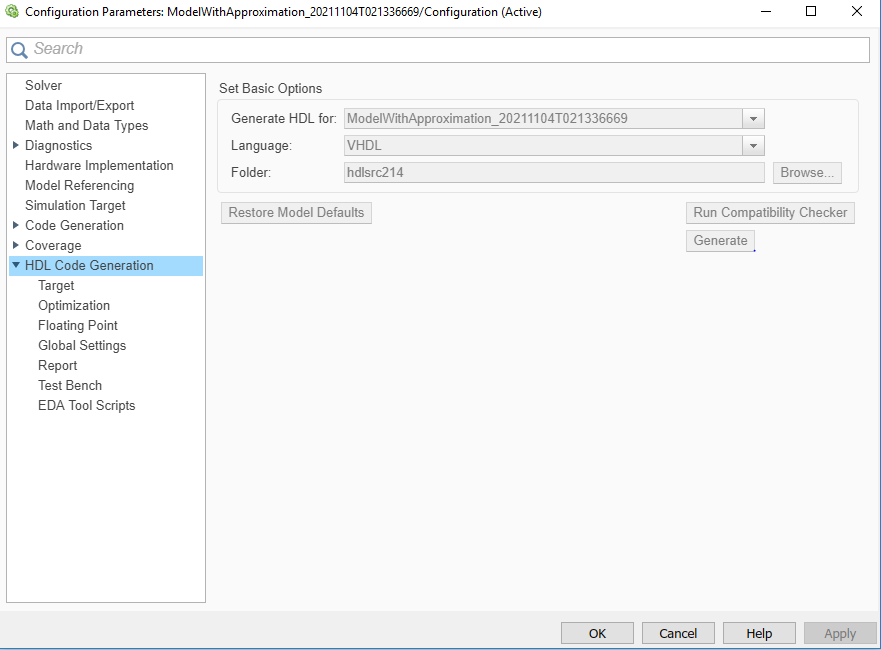 Configuration Parameters: ModelWithApproximation_20211104T021336669/Configuration (Active)
Search
Solver
Data Import/Export
Math and Data Types
Diagnostics
Hardware Implementation
Model Referencing
Simulation Target
Code Generation
Coverage
HDL Code Generation
Target
Optimization
Floating Point
Global Settings
Report
Test Bench
EDA Tool Scripts
Set Basic Options
Generate HDL for: ModelWithApproximation_20211104T021336669
Language: VHDL
Folder: hdlsrc214 Browse...
Restore Model Defaults Run Compatibility Checker
Generate
OK Cancel Help Apply